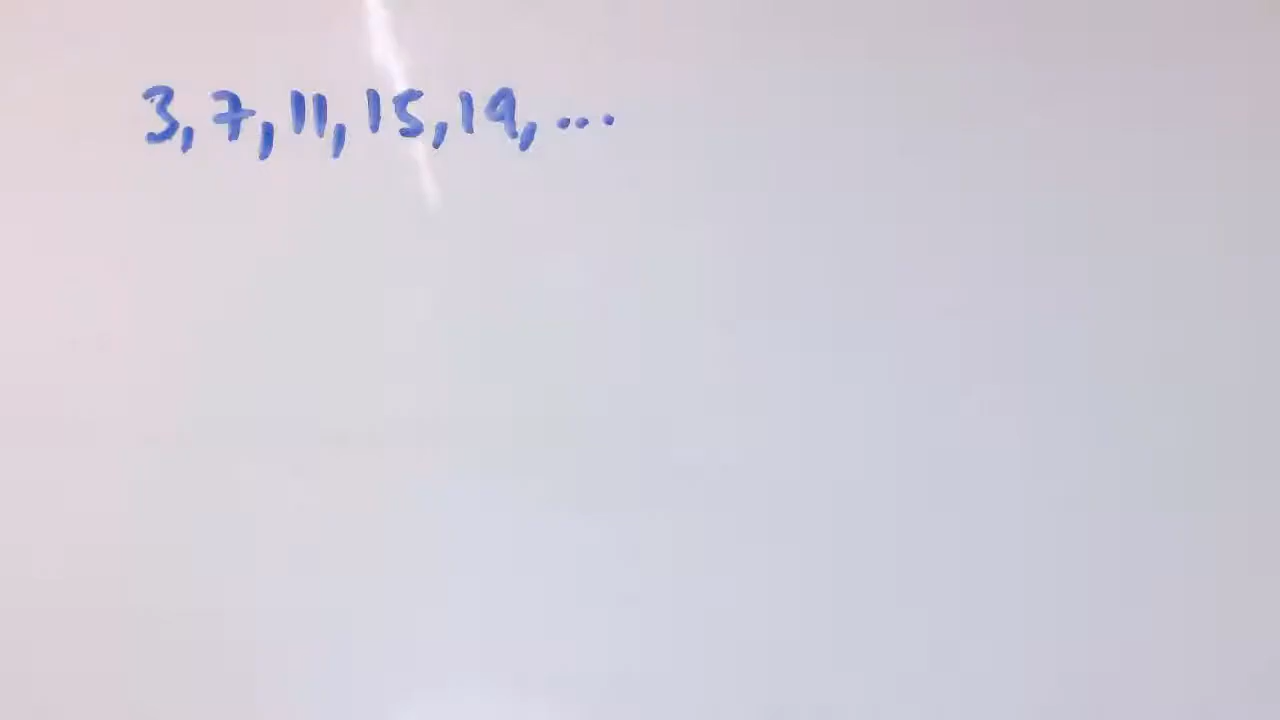 3, 7, 11, 15, 19, ...